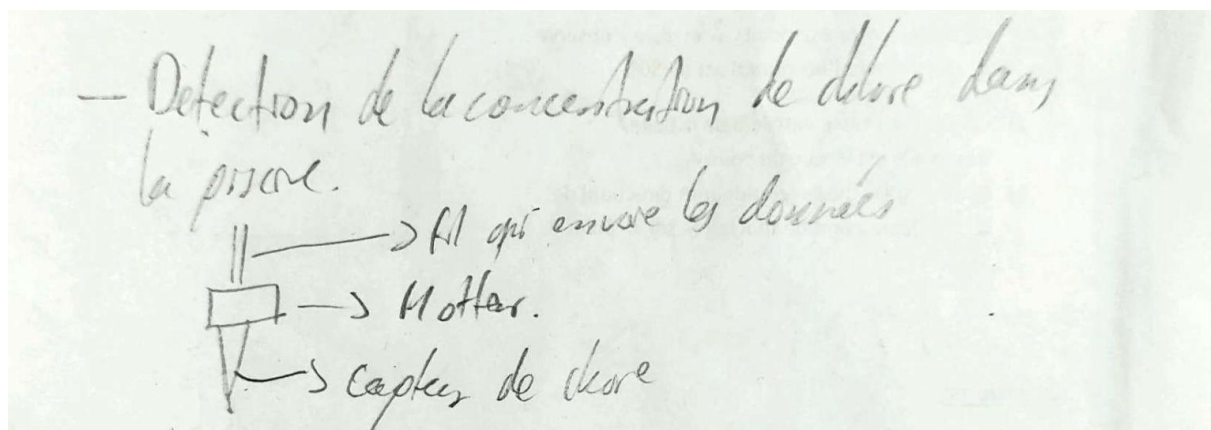 — Detection de la concentration de chlore dans
la piscine.
→ fil qui envoie les données
→ Flotteur.
→ capteur de chlore